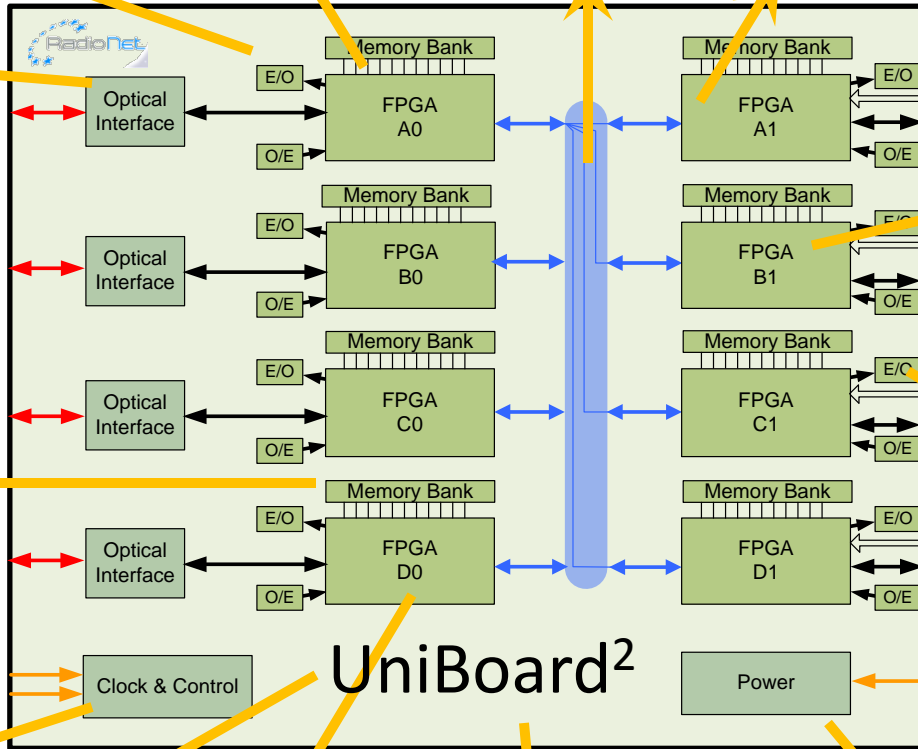 RadioNet
Memory Bank
Memory Bank
E/O
FPGA
A0
FPGA
A1
E/O
Optical
Interface
O/E
O/E
Memory Bank
Memory Bank
E/O
FPGA
B0
FPGA
B1
E/O
Optical
Interface
O/E
O/E
Memory Bank
Memory Bank
E/O
FPGA
C0
FPGA
C1
E/O
Optical
Interface
O/E
O/E
Memory Bank
Memory Bank
E/O
FPGA
D0
FPGA
D1
E/O
Optical
Interface
O/E
O/E
Clock & Control
UniBoard²
Power